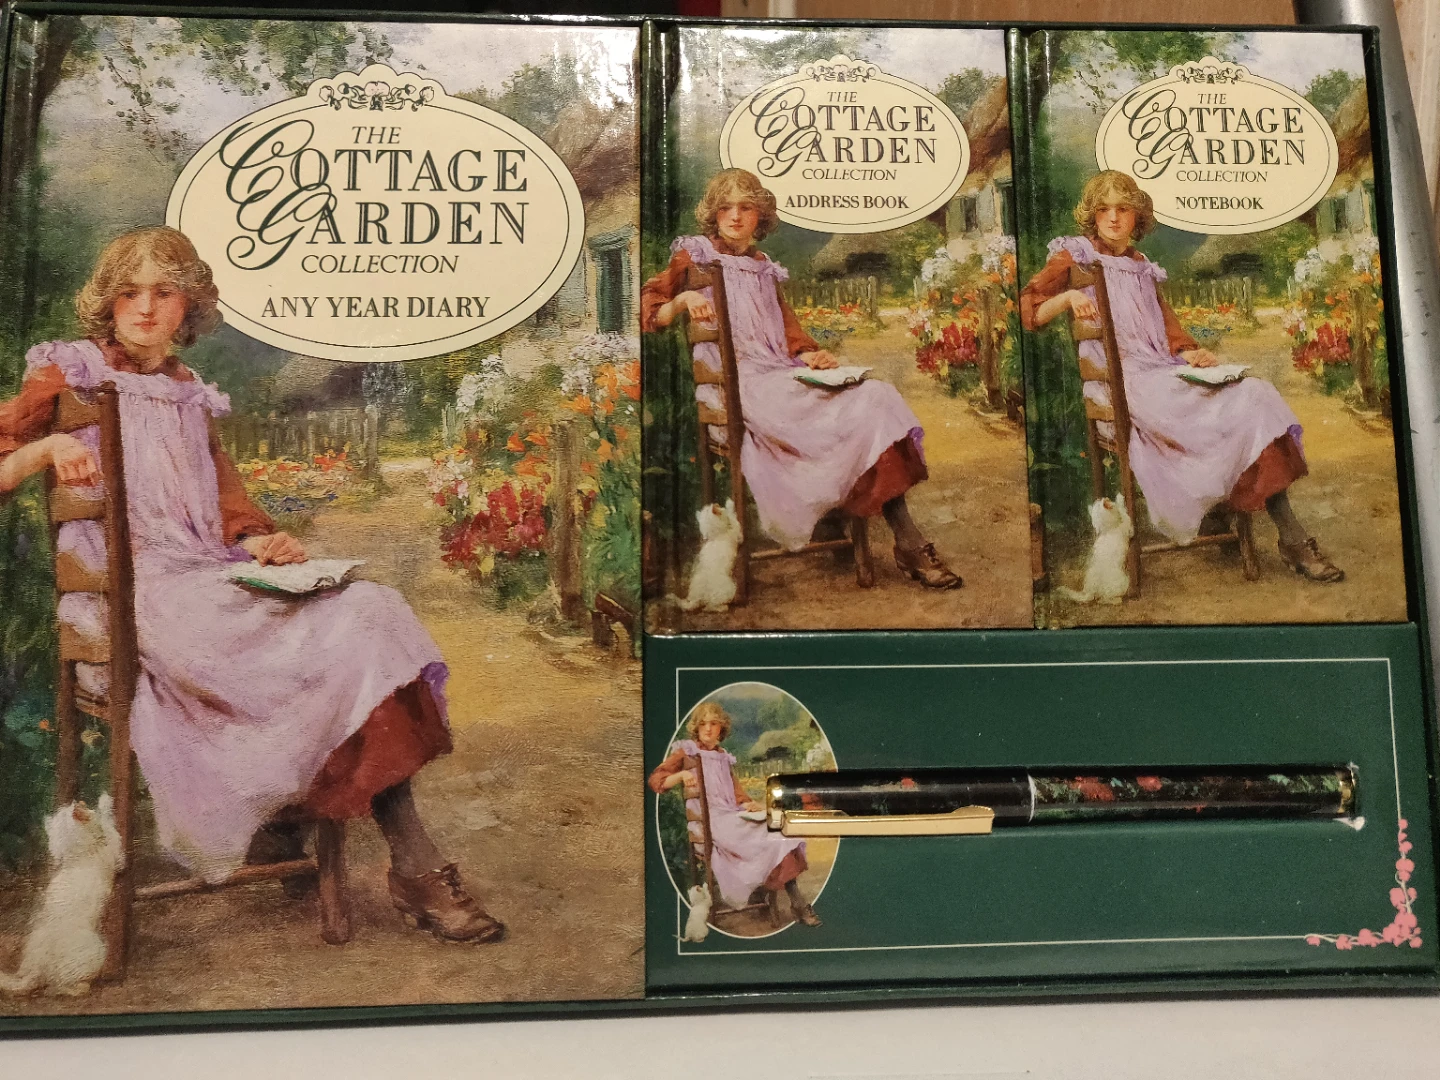 THE
COTTAGE
GARDEN
COLLECTION
ANY YEAR DIARY
THE
COTTAGE
GARDEN
COLLECTION
ADDRESS BOOK
THE
COTTAGE
GARDEN
COLLECTION
NOTEBOOK